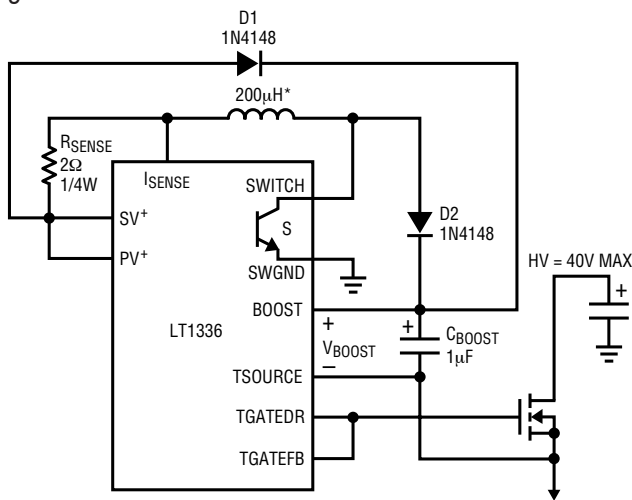 D1
1N4148
200μH*
RSENSE
2Ω
1/4W
ISENSE
SWITCH
SV+
S
D2
1N4148
PV+
SWGND
HV = 40V MAX
+
BOOST
LT1336
+
VBOOST
–
+
CBOOST
1μF
TSOURCE
TGATEDR
TGATEFB